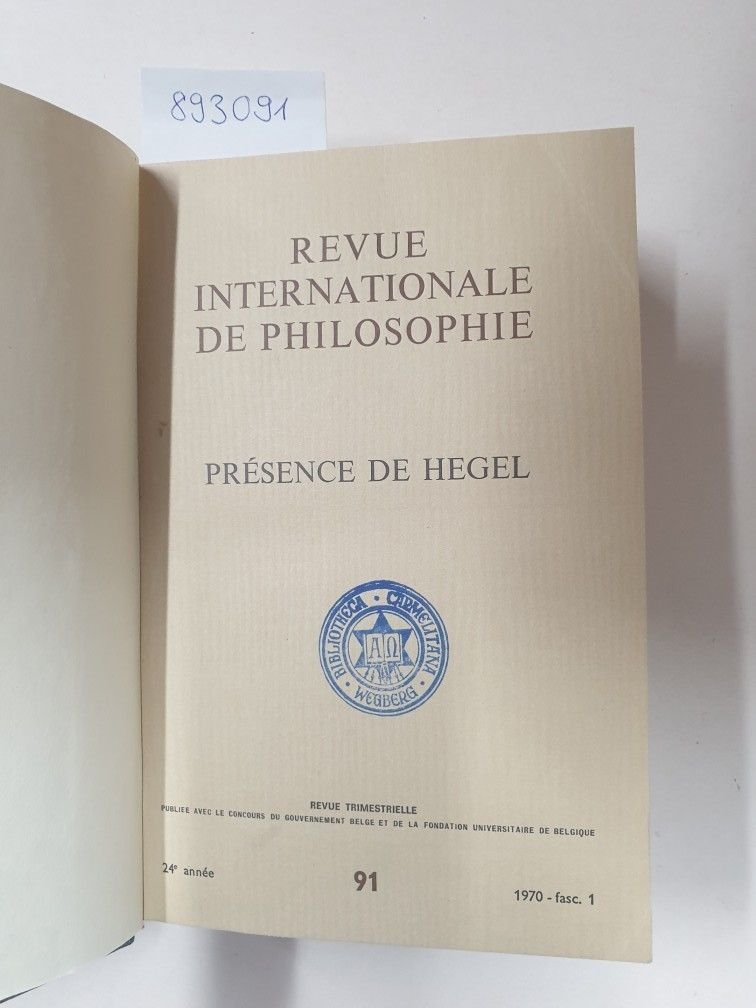 893091
REVUE
INTERNATIONALE
DE PHILOSOPHIE
PRÉSENCE DE HEGEL
BIBLIOTHECA · CARMELITANA
· WEGBERG ·
A Ω
REVUE TRIMESTRIELLE
PUBLIEE AVEC LE CONCOURS DU GOUVERNEMENT BELGE ET DE LA FONDATION UNIVERSITAIRE DE BELGIQUE
24e année
91
1970 - fasc. 1